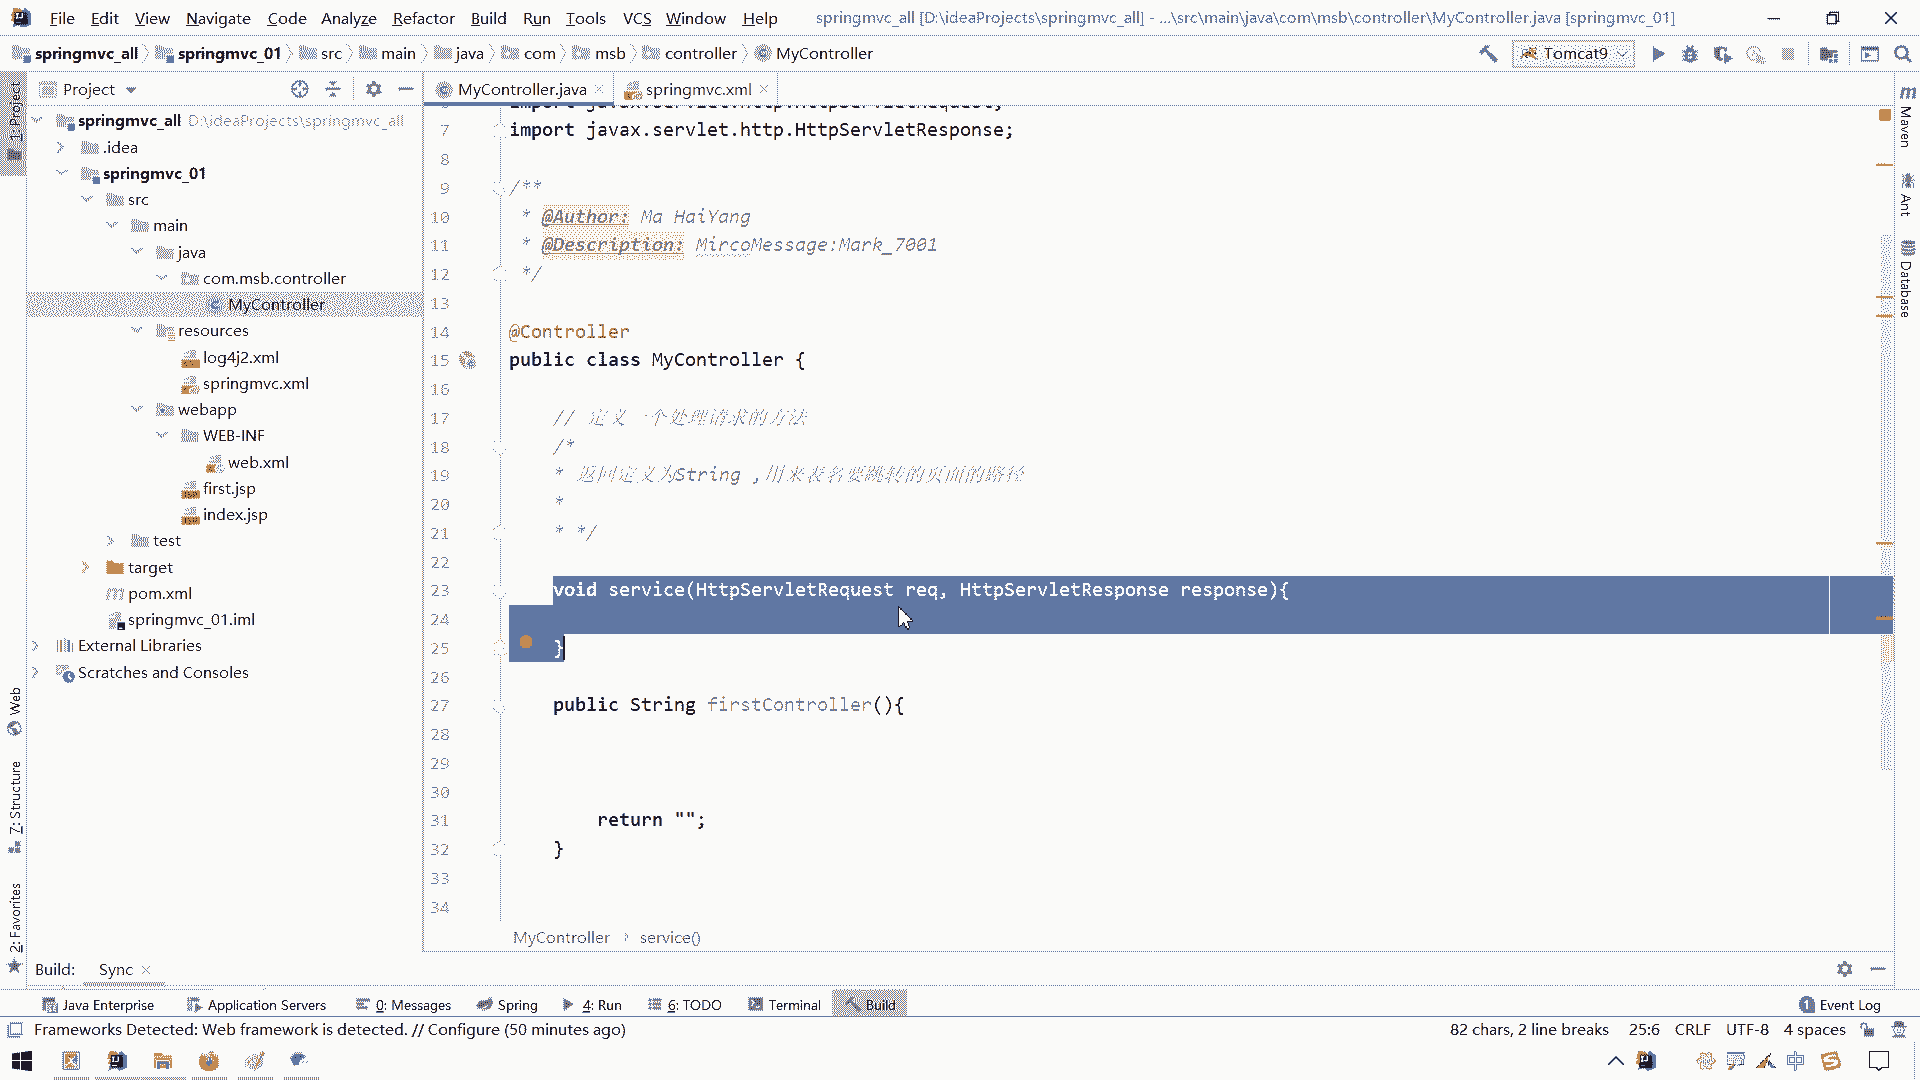 File Edit View Navigate Code Analyze Refactor Build Run Tools VCS Window Help springmvc_all [D:\ideaProjects\springmvc_all] - ...\src\main\java\com\msb\controller\MyController.java [springmvc_01]
springmvc_all springmvc_01 src main java com msb controller MyController Tomcat9
Project MyController.java springmvc.xml
1: Project
springmvc_all D:\ideaProjects\springmvc_all
.idea
springmvc_01
src
main
java
com.msb.controller
MyController
resources
log4j2.xml
springmvc.xml
webapp
WEB-INF
web.xml
first.jsp
index.jsp
test
target
pom.xml
springmvc_01.iml
External Libraries
Scratches and Consoles
Web
7: Structure
2: Favorites
import javax.servlet.http.HttpServletRequest;
7 import javax.servlet.http.HttpServletResponse;
8
9 /**
10 * @Author: Ma HaiYang
11 * @Description: MircoMessage:Mark_7001
12 */
13
14 @Controller
15 public class MyController {
16
17 // 定义一个处理请求的方法
18 /*
19 * 返回定义为String ,用来表名要跳转的页面的路径
20 *
21 * */
22
23 void service(HttpServletRequest req, HttpServletResponse response){
24
25 }
26
27 public String firstController(){
28
29
30
31 return "";
32 }
33
34
MyController service()
Maven
Ant
Database
Build: Sync
Java Enterprise Application Servers 0: Messages Spring 4: Run 6: TODO Terminal Build 1 Event Log
Frameworks Detected: Web framework is detected. // Configure (50 minutes ago) 82 chars, 2 line breaks 25:6 CRLF UTF-8 4 spaces
中